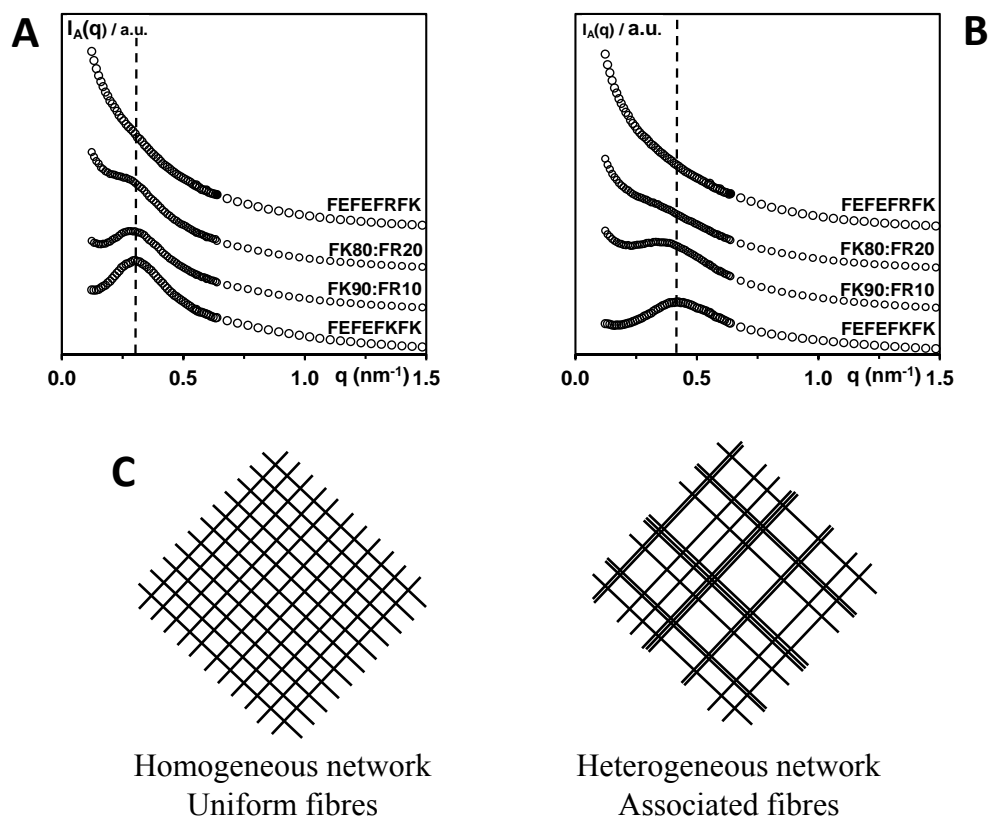 A
I_A(q) / a.u.
FEFEFRFK
FK80:FR20
FK90:FR10
FEFEFKFK
0.0 0.5 1.0 1.5
q (nm⁻¹)
B
I_A(q) / a.u.
FEFEFRFK
FK80:FR20
FK90:FR10
FEFEFKFK
0.0 0.5 1.0 1.5
q (nm⁻¹)
C
Homogeneous network
Uniform fibres
Heterogeneous network
Associated fibres